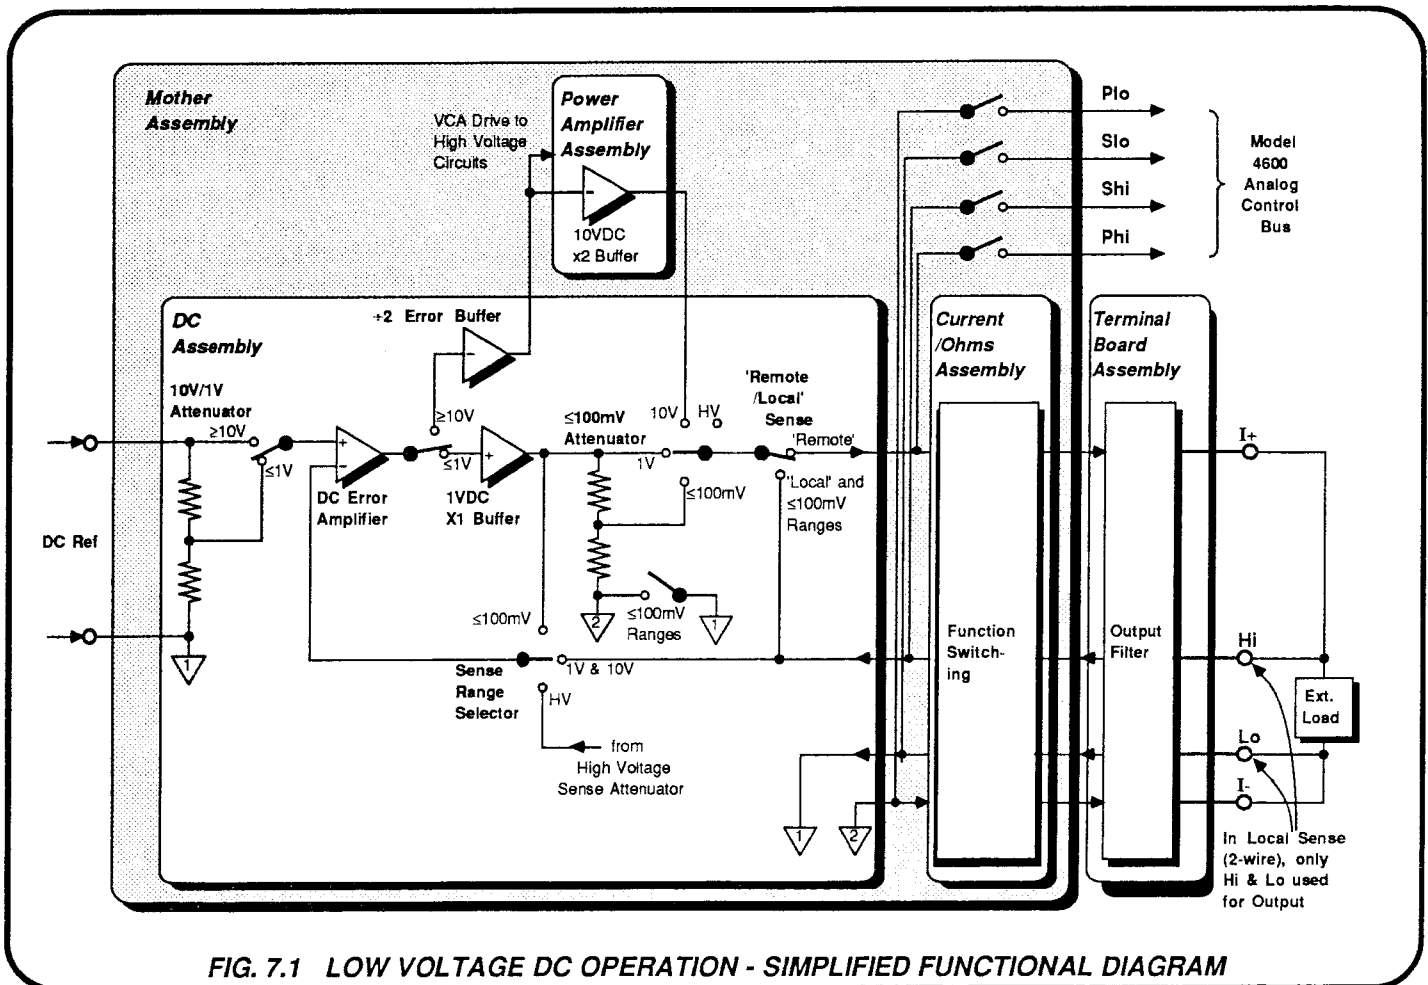 Mother
Assembly
VCA Drive to
High Voltage
Circuits
Power
Amplifier
Assembly
-
10VDC
x2 Buffer
Plo
Slo
Shi
Phi
Model
4600
Analog
Control
Bus
DC
Assembly
÷2 Error Buffer
-
10V/1V
Attenuator
≥10V
≤1V
+
-
DC Error
Amplifier
≥10V
≤1V
+
1VDC
X1 Buffer
≤100mV
Attenuator
10V
HV
1V
≤100mV
'Remote
/Local'
Sense
'Remote'
'Local' and
≤100mV
Ranges
DC Ref
1
2
≤100mV
Ranges
1
≤100mV
1V & 10V
HV
Sense
Range
Selector
from
High Voltage
Sense Attenuator
1
2
Current
/Ohms
Assembly
Function
Switch-
ing
Terminal
Board
Assembly
Output
Filter
I+
Hi
Ext.
Load
Lo
I-
In Local Sense
(2-wire), only
Hi & Lo used
for Output
FIG. 7.1 LOW VOLTAGE DC OPERATION - SIMPLIFIED FUNCTIONAL DIAGRAM